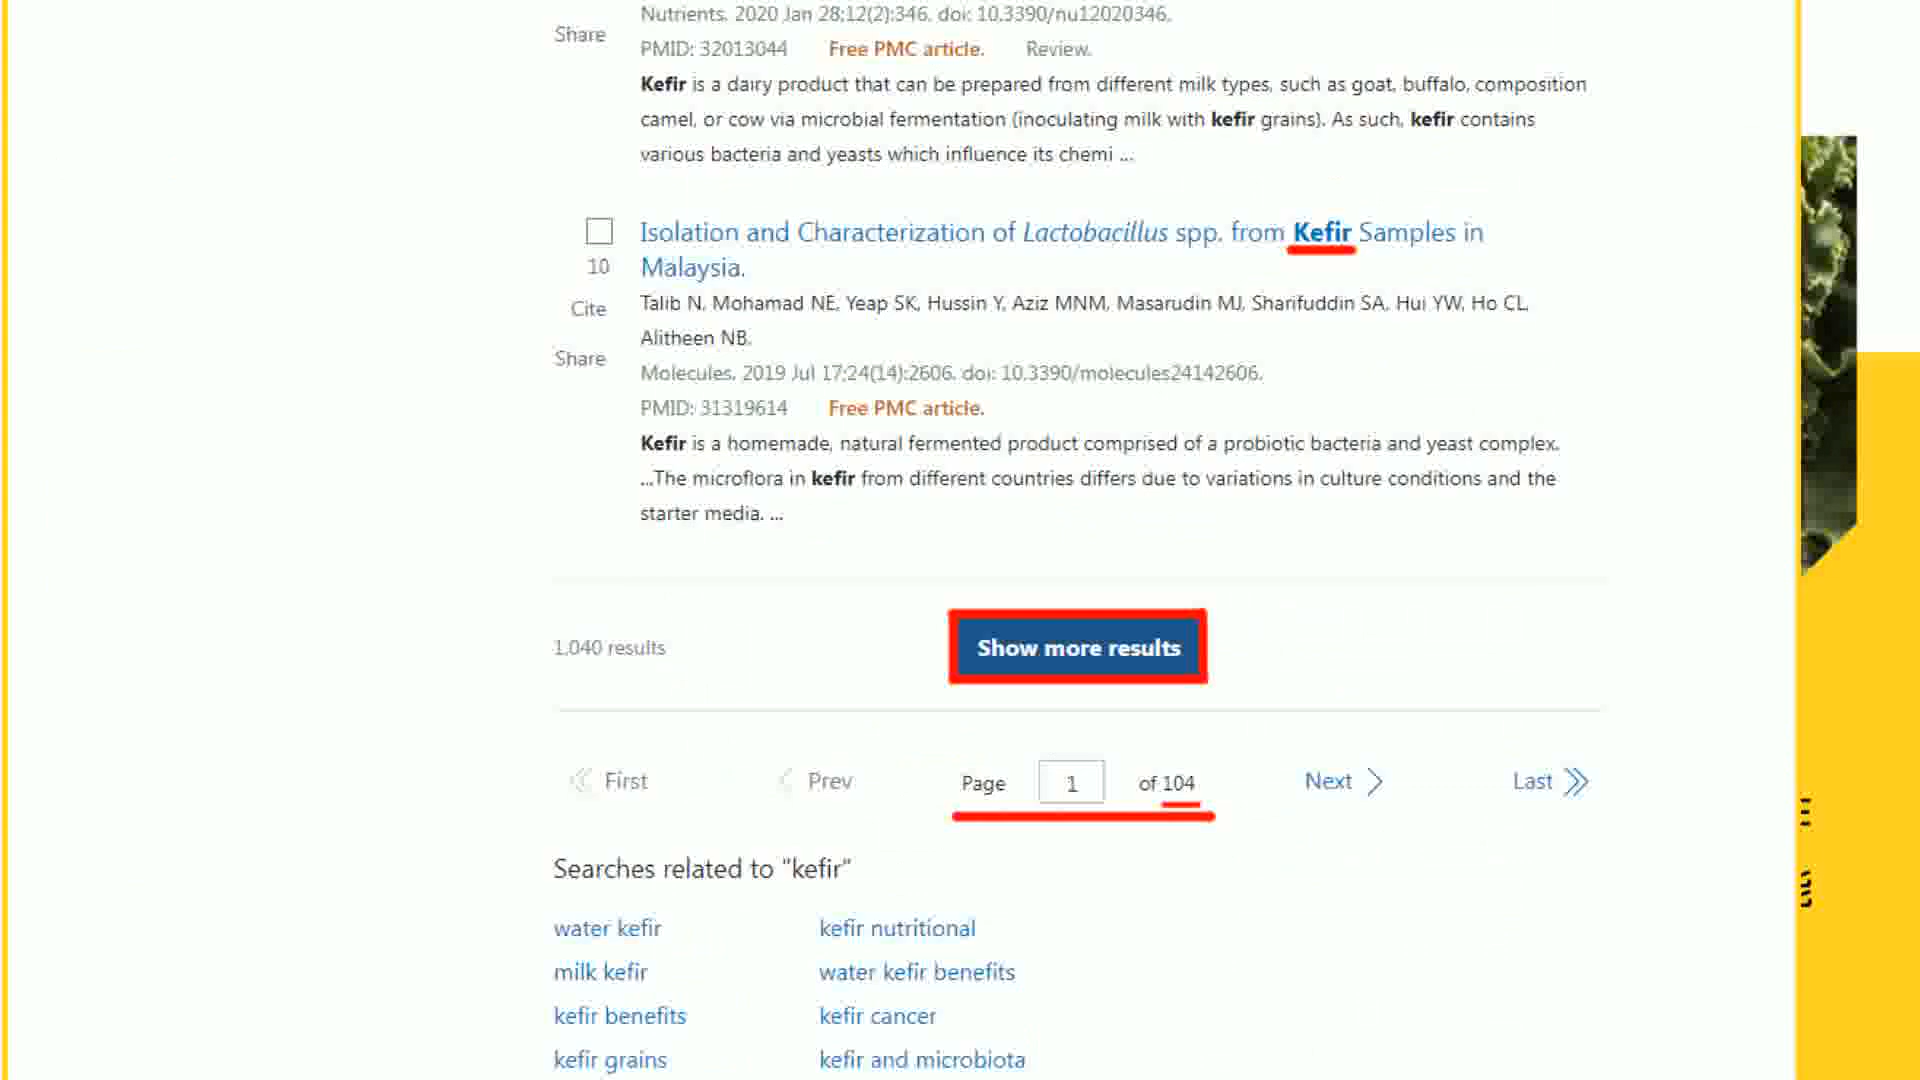 Nutrients. 2020 Jan 28;12(2):346. doi: 10.3390/nu12020346.
Share
PMID: 32013044 Free PMC article. Review.
Kefir is a dairy product that can be prepared from different milk types, such as goat, buffalo, composition
camel, or cow via microbial fermentation (inoculating milk with kefir grains). As such, kefir contains
various bacteria and yeasts which influence its chemi ...
Isolation and Characterization of Lactobacillus spp. from Kefir Samples in
10 Malaysia.
Cite Talib N, Mohamad NE, Yeap SK, Hussin Y, Aziz MNM, Masarudin MJ, Sharifuddin SA, Hui YW, Ho CL,
Alitheen NB.
Share
Molecules. 2019 Jul 17;24(14):2606. doi: 10.3390/molecules24142606.
PMID: 31319614 Free PMC article.
Kefir is a homemade, natural fermented product comprised of a probiotic bacteria and yeast complex.
...The microflora in kefir from different countries differs due to variations in culture conditions and the
starter media. ...
1,040 results Show more results
First Prev Page 1 of 104 Next Last
Searches related to "kefir"
water kefir kefir nutritional
milk kefir water kefir benefits
kefir benefits kefir cancer
kefir grains kefir and microbiota